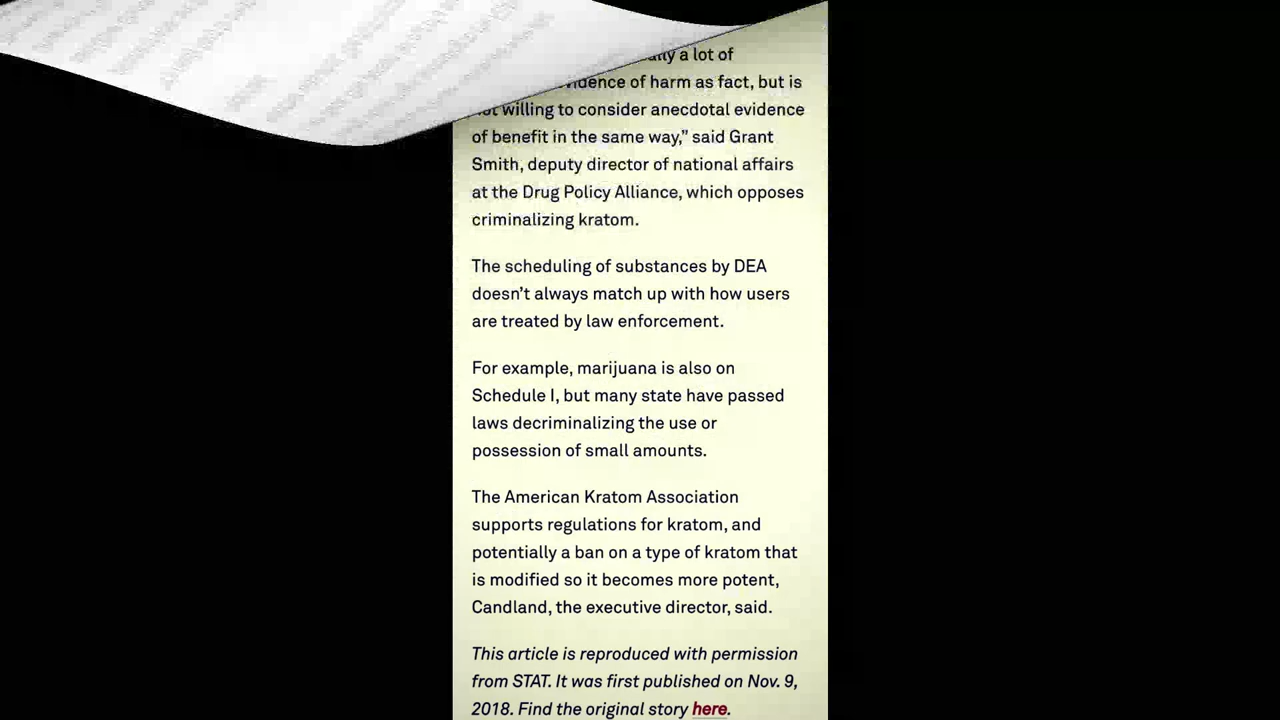 a lot of
of harm as fact, but is
willing to consider anecdotal evidence
of benefit in the same way,” said Grant
Smith, deputy director of national affairs
at the Drug Policy Alliance, which opposes
criminalizing kratom.
The scheduling of substances by DEA
doesn’t always match up with how users
are treated by law enforcement.
For example, marijuana is also on
Schedule I, but many state have passed
laws decriminalizing the use or
possession of small amounts.
The American Kratom Association
supports regulations for kratom, and
potentially a ban on a type of kratom that
is modified so it becomes more potent,
Candland, the executive director, said.
This article is reproduced with permission
from STAT. It was first published on Nov. 9,
2018. Find the original story here.